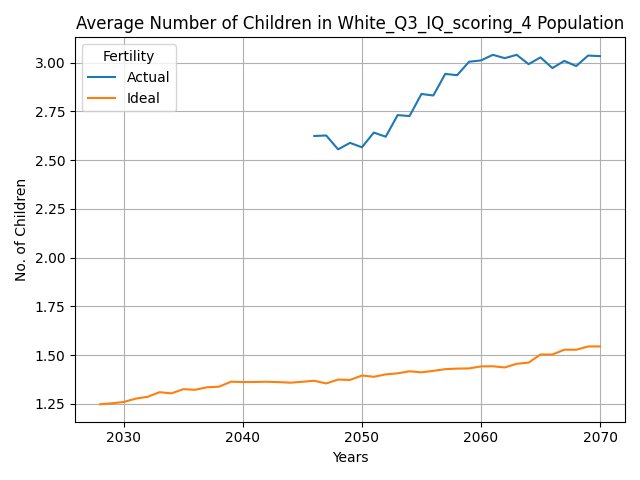 Average Number of Children in White_Q3_IQ_scoring_4 Population
Fertility
Actual
Ideal
No. of Children
3.00
2.75
2.50
2.25
2.00
1.75
1.50
1.25
2030 2040 2050 2060 2070
Years